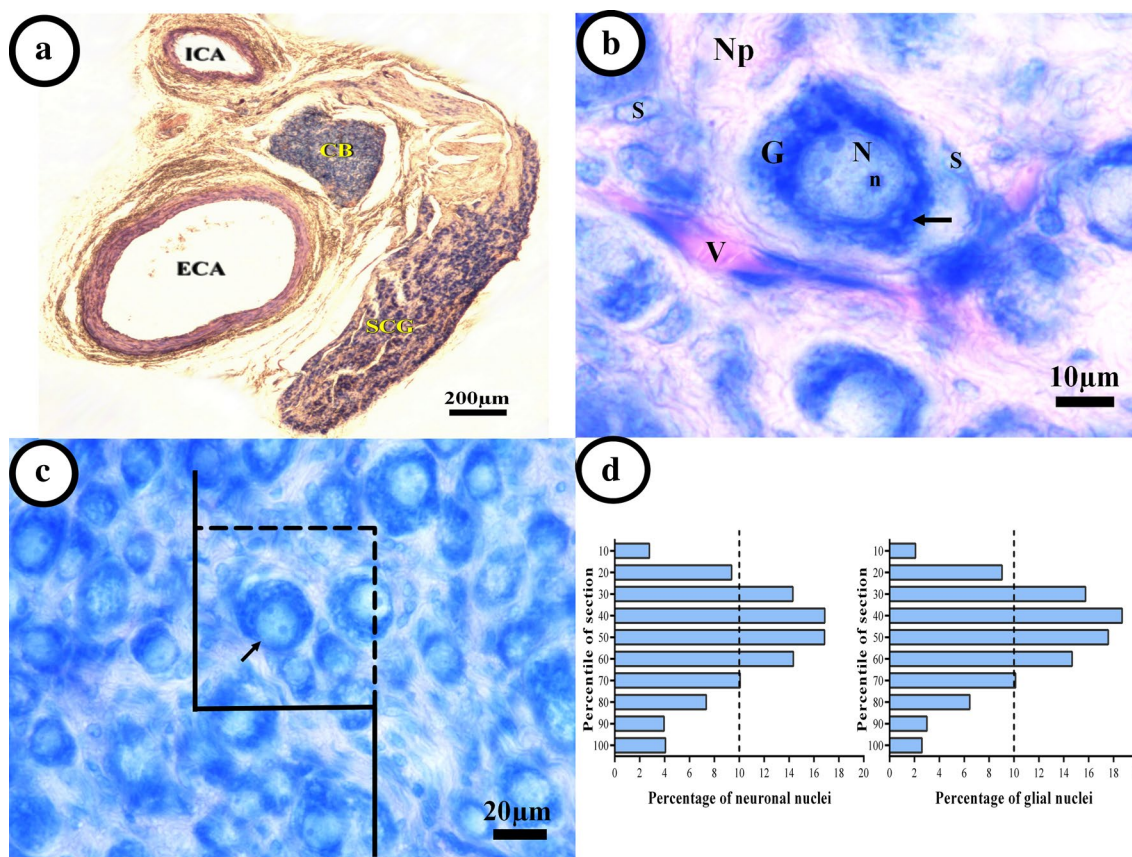 a
ICA
CB
ECA
SCG
200µm
b
Np
S
G
N
S
n
V
10µm
c
20µm
d
Percentile of section
10
20
30
40
50
60
70
80
90
100
0 2 4 6 8 10 12 14 16 18 20
Percentage of neuronal nuclei
Percentile of section
10
20
30
40
50
60
70
80
90
100
0 2 4 6 8 10 12 14 16 18
Percentage of glial nuclei